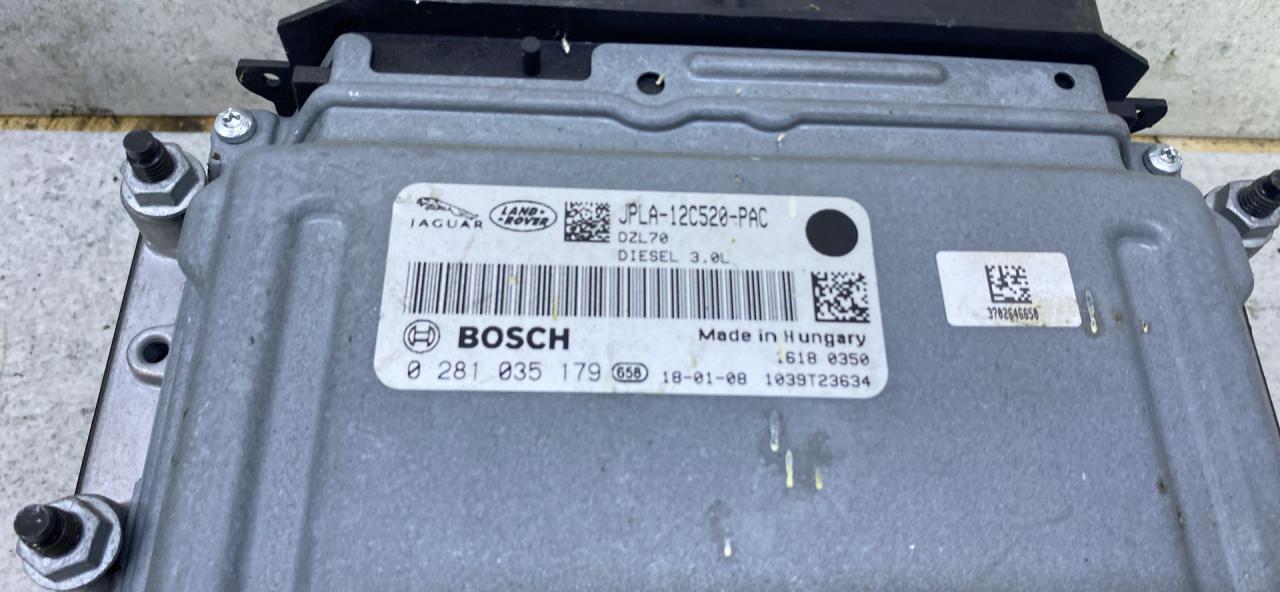 JAGUAR LAND-ROVER JPLA-12C520-PAC
DZL70
DIESEL 3.0L
BOSCH Made in Hungary
1618 0350
0 281 035 179 658 18-01-08 1039T23634
3702646650